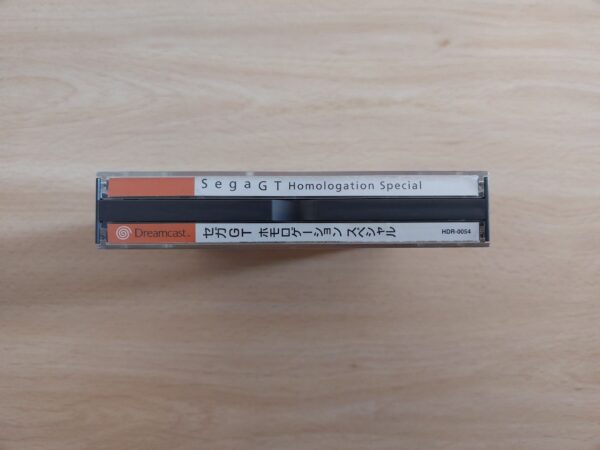 Sega GT Homologation Special
Dreamcast™ セガGT ホモロゲーション スペシャル HDR-0054